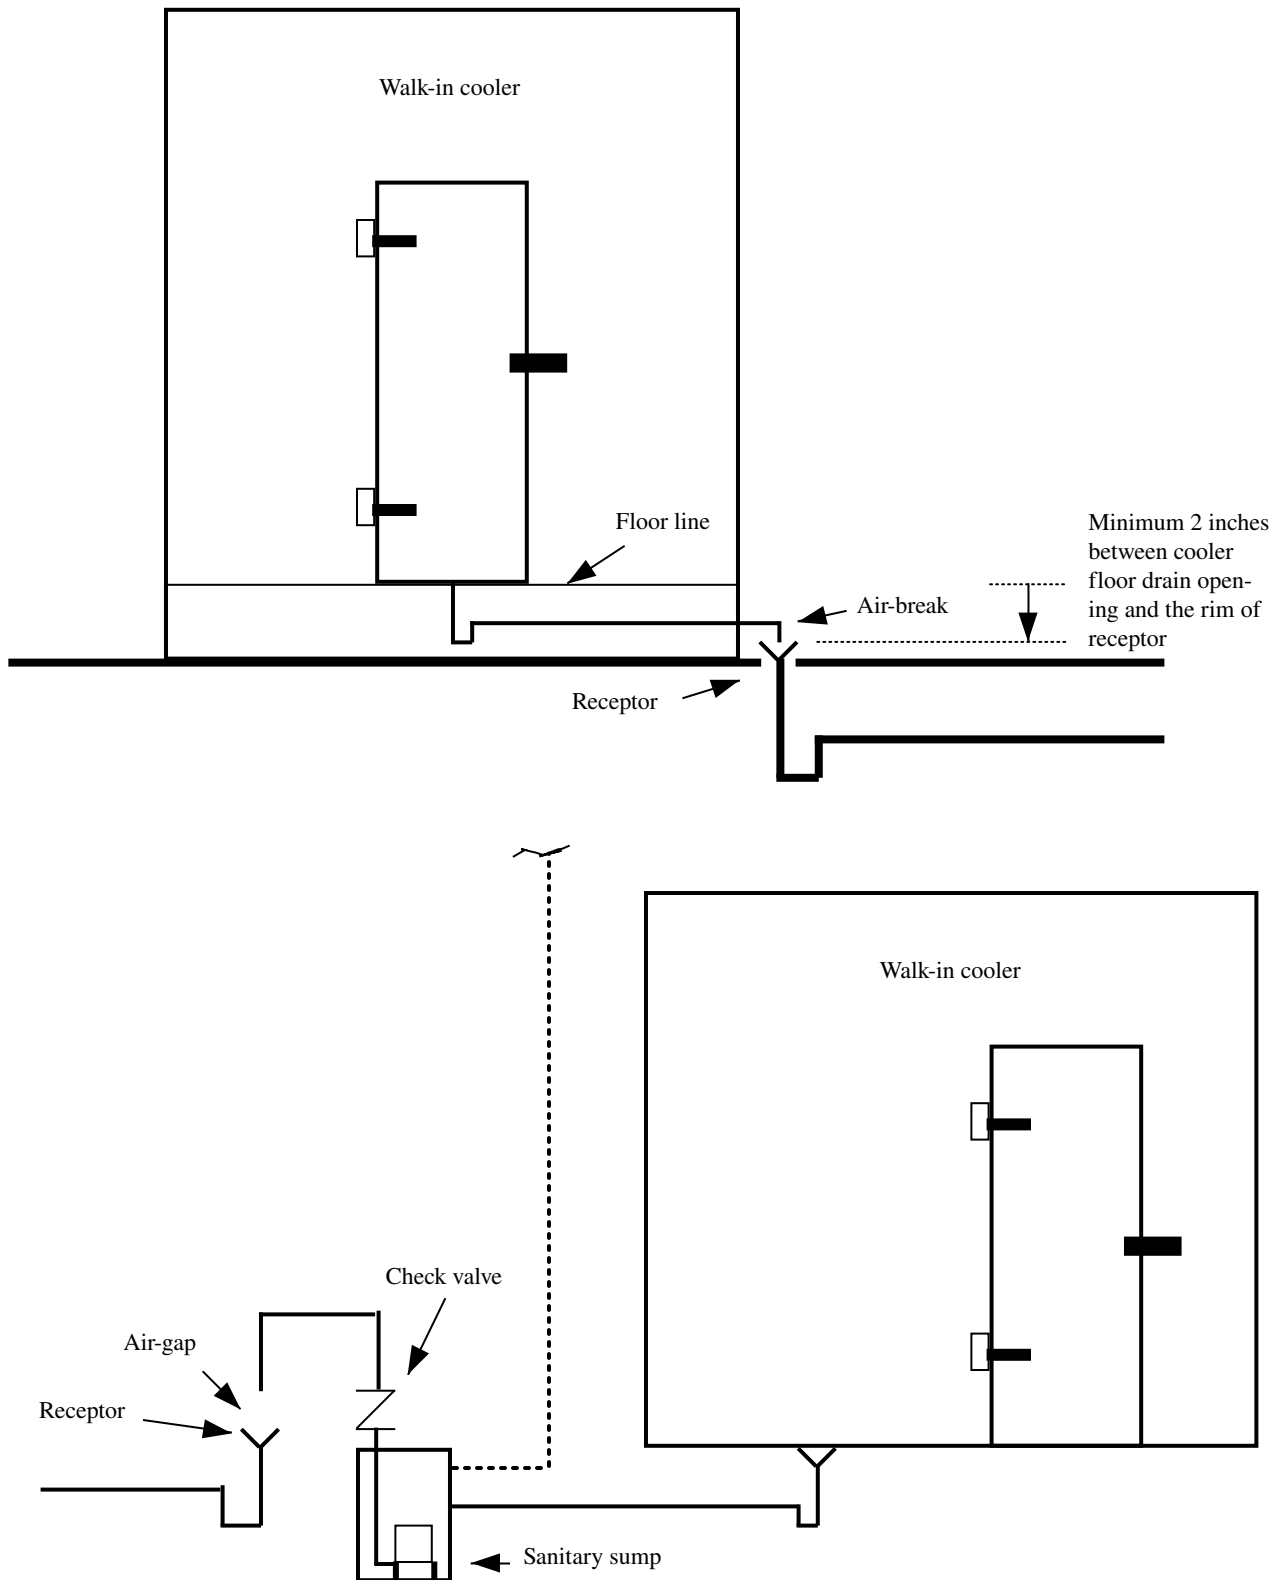 Walk-in cooler
Floor line
Minimum 2 inches
between cooler
floor drain open-
ing and the rim of
receptor
Air-break
Receptor
Walk-in cooler
Check valve
Air-gap
Receptor
Sanitary sump